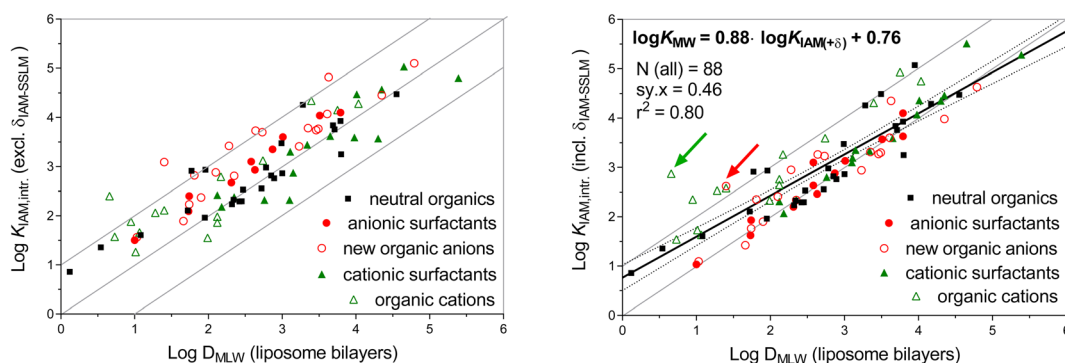 Log K_IAM,intr. (excl. δ_IAM-SSLM)
6
5
4
3
2
1
0
neutral organics
anionic surfactants
new organic anions
cationic surfactants
organic cations
0 1 2 3 4 5 6
Log D_MLW (liposome bilayers)
Log K_IAM,intr. (incl. δ_IAM-SSLM)
6
5
4
3
2
1
0
logK_MW = 0.88· logK_IAM(+δ) + 0.76
N (all) = 88
sy.x = 0.46
r² = 0.80
neutral organics
anionic surfactants
new organic anions
cationic surfactants
organic cations
0 1 2 3 4 5 6
Log D_MLW (liposome bilayers)